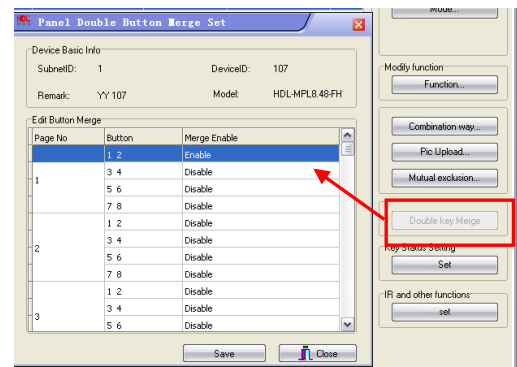 HDL Panel Double Button Merge Set
Device Basic Info
SubnetID: 1 DeviceID: 107
Remark: YY 107 Model: HDL-MPL8.48-FH
Edit Button Merge
Page No Button Merge Enable
1 2 Enable
3 4 Disable
1
5 6 Disable
7 8 Disable
1 2 Disable
3 4 Disable
2
5 6 Disable
7 8 Disable
1 2 Disable
3 4 Disable
3
5 6 Disable
Save Close
Mode...
Modify function
Function...
Combination way...
Pic Upload...
Mutual exclusion...
Double key Merge
Key Status Setting
Set
IR and other functions
set